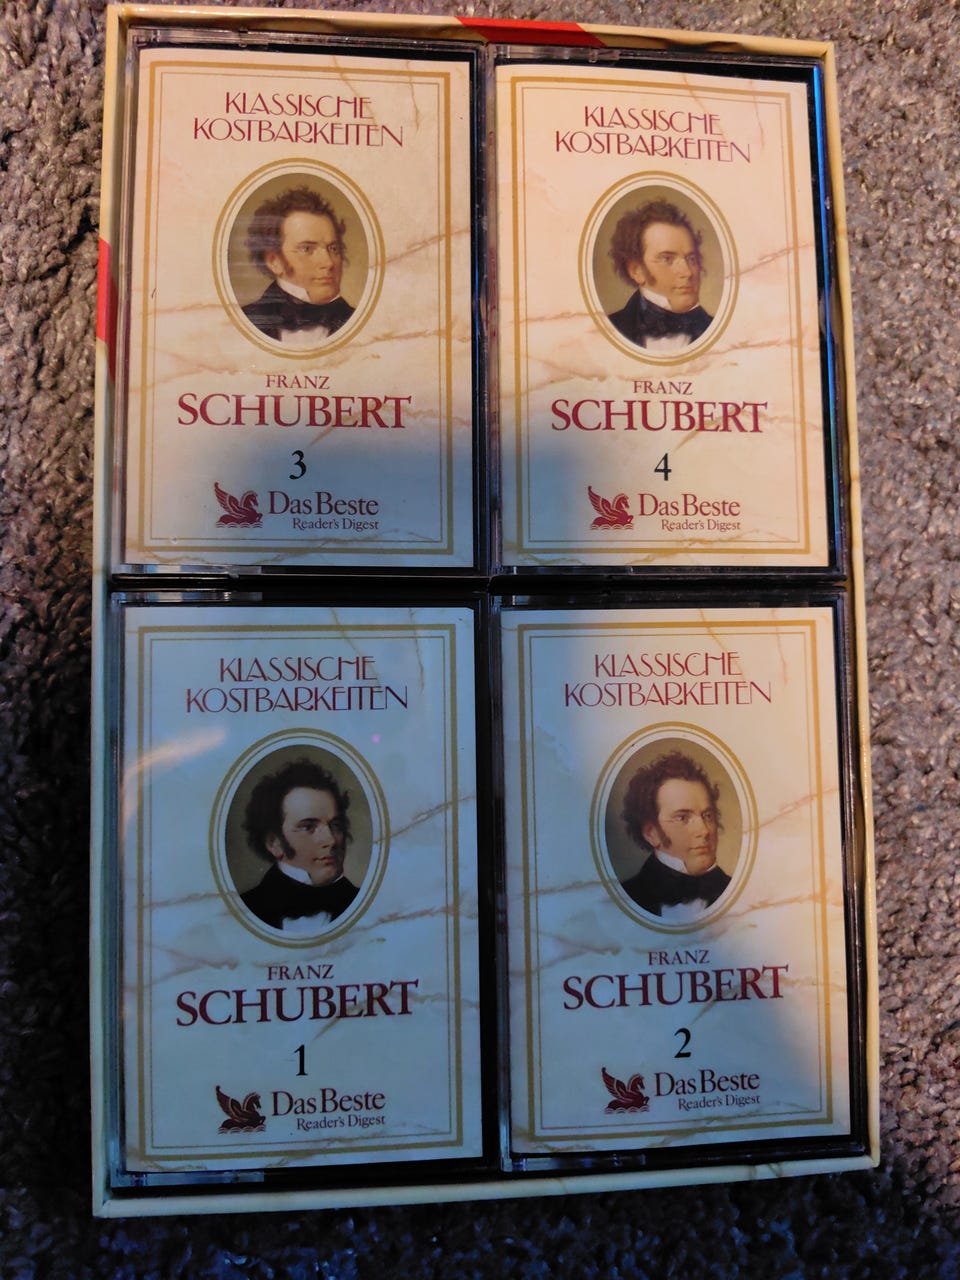 KLASSISCHE
KOSTBARKEITEN
FRANZ
SCHUBERT
3
Das Beste
Reader's Digest
KLASSISCHE
KOSTBARKEITEN
FRANZ
SCHUBERT
4
Das Beste
Reader's Digest
KLASSISCHE
KOSTBARKEITEN
FRANZ
SCHUBERT
1
Das Beste
Reader's Digest
KLASSISCHE
KOSTBARKEITEN
FRANZ
SCHUBERT
2
Das Beste
Reader's Digest